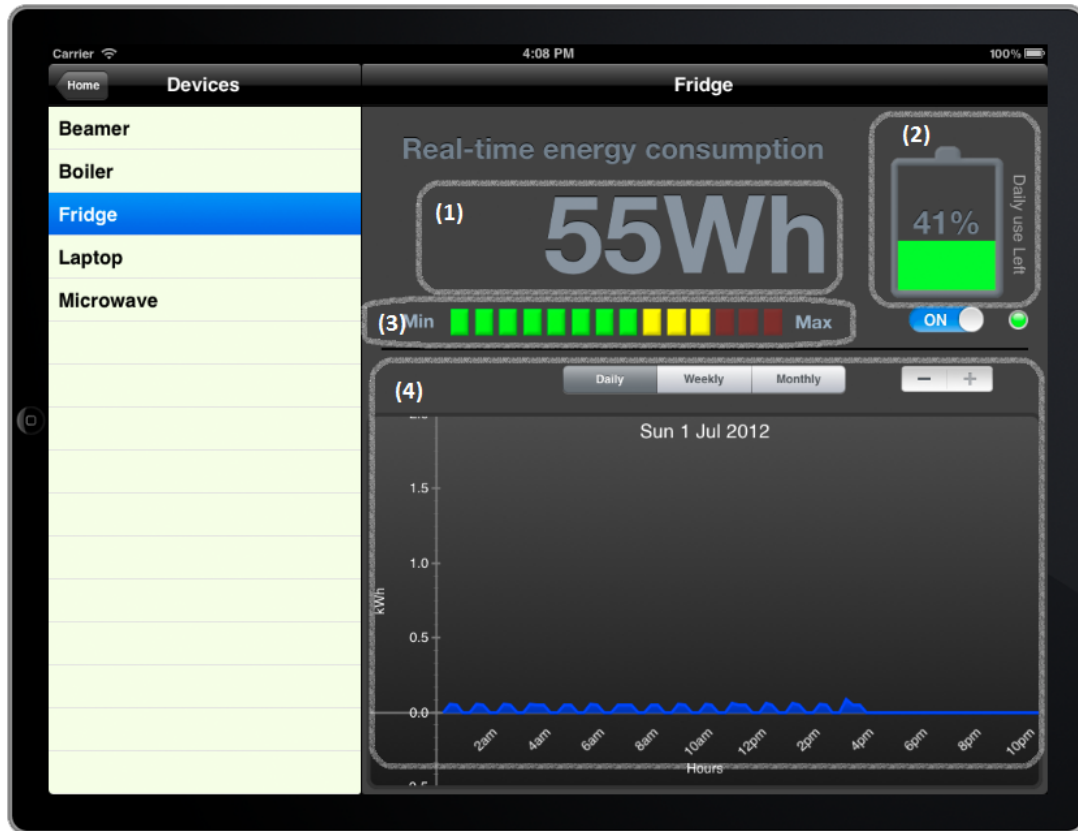 Carrier 4:08 PM 100%
Home Devices Fridge
Beamer
Boiler
Fridge
Laptop
Microwave
Real-time energy consumption
(1) 55Wh
(2)
41%
Daily use Left
(3) Min Max
ON
(4)
Daily Weekly Monthly − +
Sun 1 Jul 2012
1.5
1.0
kWh
0.5
0.0
2am 4am 6am 8am 10am 12pm 2pm 4pm 6pm 8pm 10pm
Hours